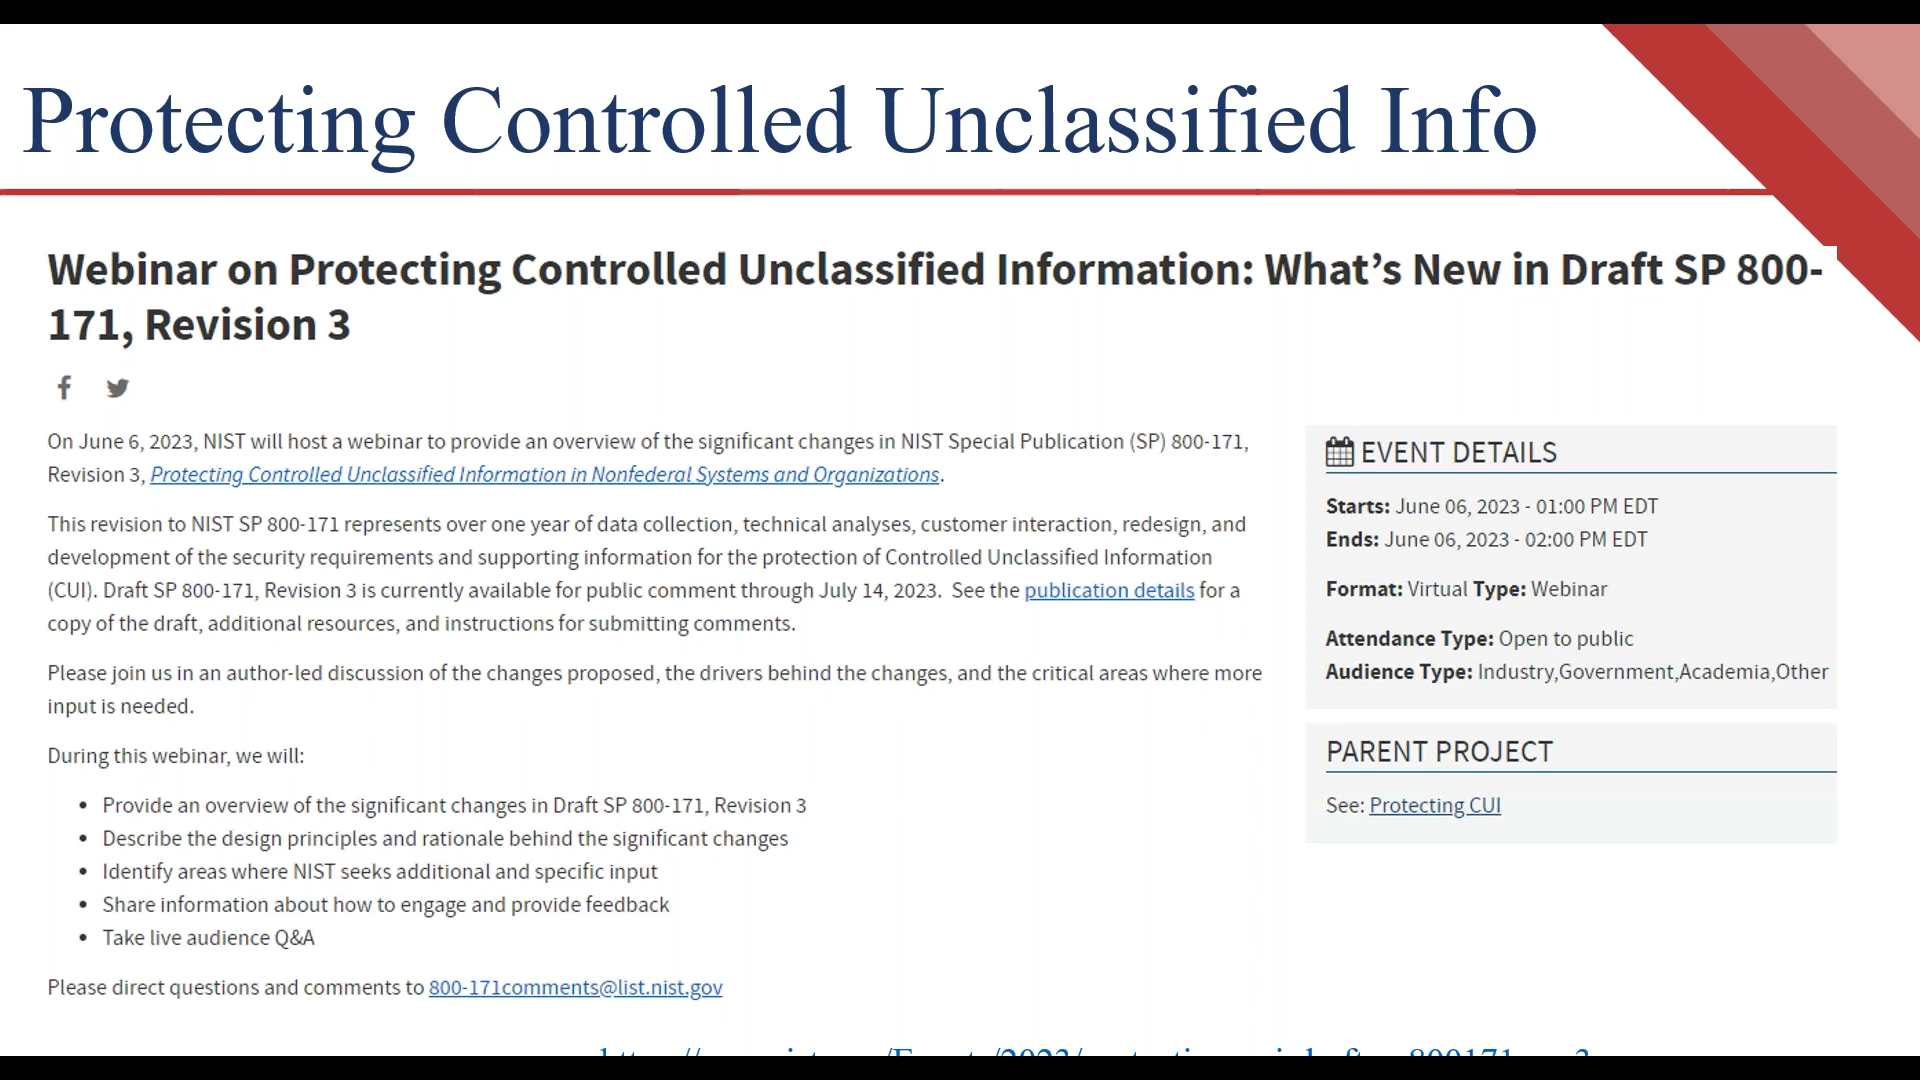 Protecting Controlled Unclassified Info
Webinar on Protecting Controlled Unclassified Information: What's New in Draft SP 800-
171, Revision 3
On June 6, 2023, NIST will host a webinar to provide an overview of the significant changes in NIST Special Publication (SP) 800-171,
Revision 3, Protecting Controlled Unclassified Information in Nonfederal Systems and Organizations.
This revision to NIST SP 800-171 represents over one year of data collection, technical analyses, customer interaction, redesign, and
development of the security requirements and supporting information for the protection of Controlled Unclassified Information
(CUI). Draft SP 800-171, Revision 3 is currently available for public comment through July 14, 2023. See the publication details for a
copy of the draft, additional resources, and instructions for submitting comments.
Please join us in an author-led discussion of the changes proposed, the drivers behind the changes, and the critical areas where more
input is needed.
During this webinar, we will:
• Provide an overview of the significant changes in Draft SP 800-171, Revision 3
• Describe the design principles and rationale behind the significant changes
• Identify areas where NIST seeks additional and specific input
• Share information about how to engage and provide feedback
• Take live audience Q&A
Please direct questions and comments to 800-171comments@list.nist.gov
EVENT DETAILS
Starts: June 06, 2023 - 01:00 PM EDT
Ends: June 06, 2023 - 02:00 PM EDT
Format: Virtual Type: Webinar
Attendance Type: Open to public
Audience Type: Industry,Government,Academia,Other
PARENT PROJECT
See: Protecting CUI